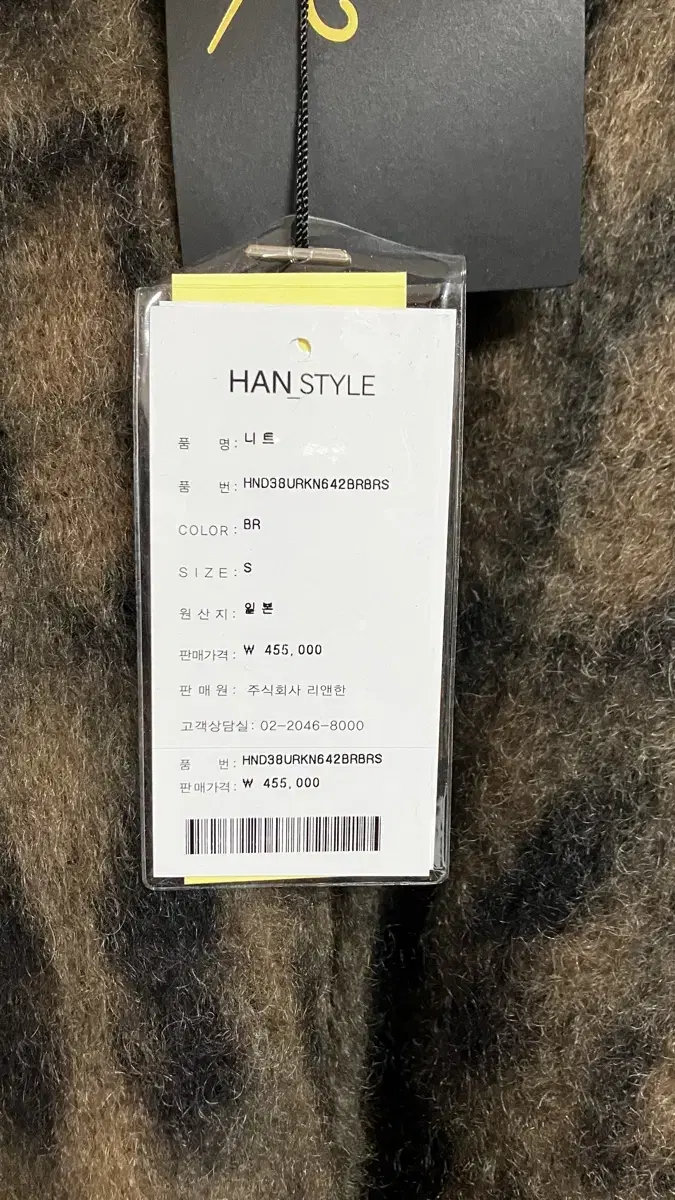 HAN_STYLE
품 명: 니트
품 번: HND38URKN642BRBRS
COLOR: BR
SIZE: S
원산지: 일본
판매가격: ₩ 455,000
판매원: 주식회사 리앤한
고객상담실: 02-2046-8000
품 번: HND38URKN642BRBRS
판매가격: ₩ 455,000